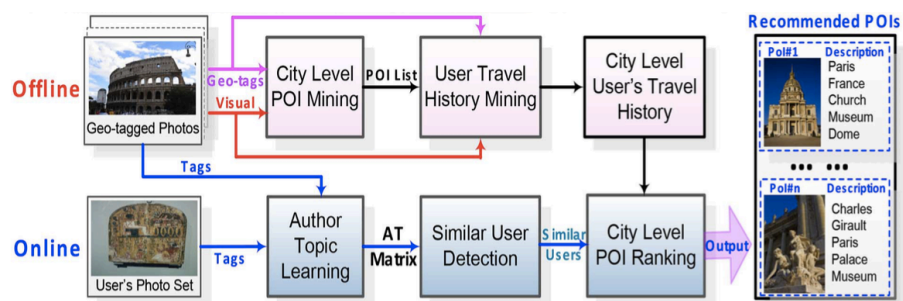 Recommended POIs
Offline
Geo-tagged Photos
Geo-tags
Visual
City Level
POI Mining
POI List
User Travel
History Mining
City Level
User's Travel
History
PoI#1
Description
Paris
France
Church
Museum
Dome
... ...
Tags
Online
User's Photo Set
Tags
Author
Topic
Learning
AT
Matrix
Similar User
Detection
Similar
Users
City Level
POI Ranking
Output
PoI#n
Description
Charles
Girault
Paris
Palace
Museum